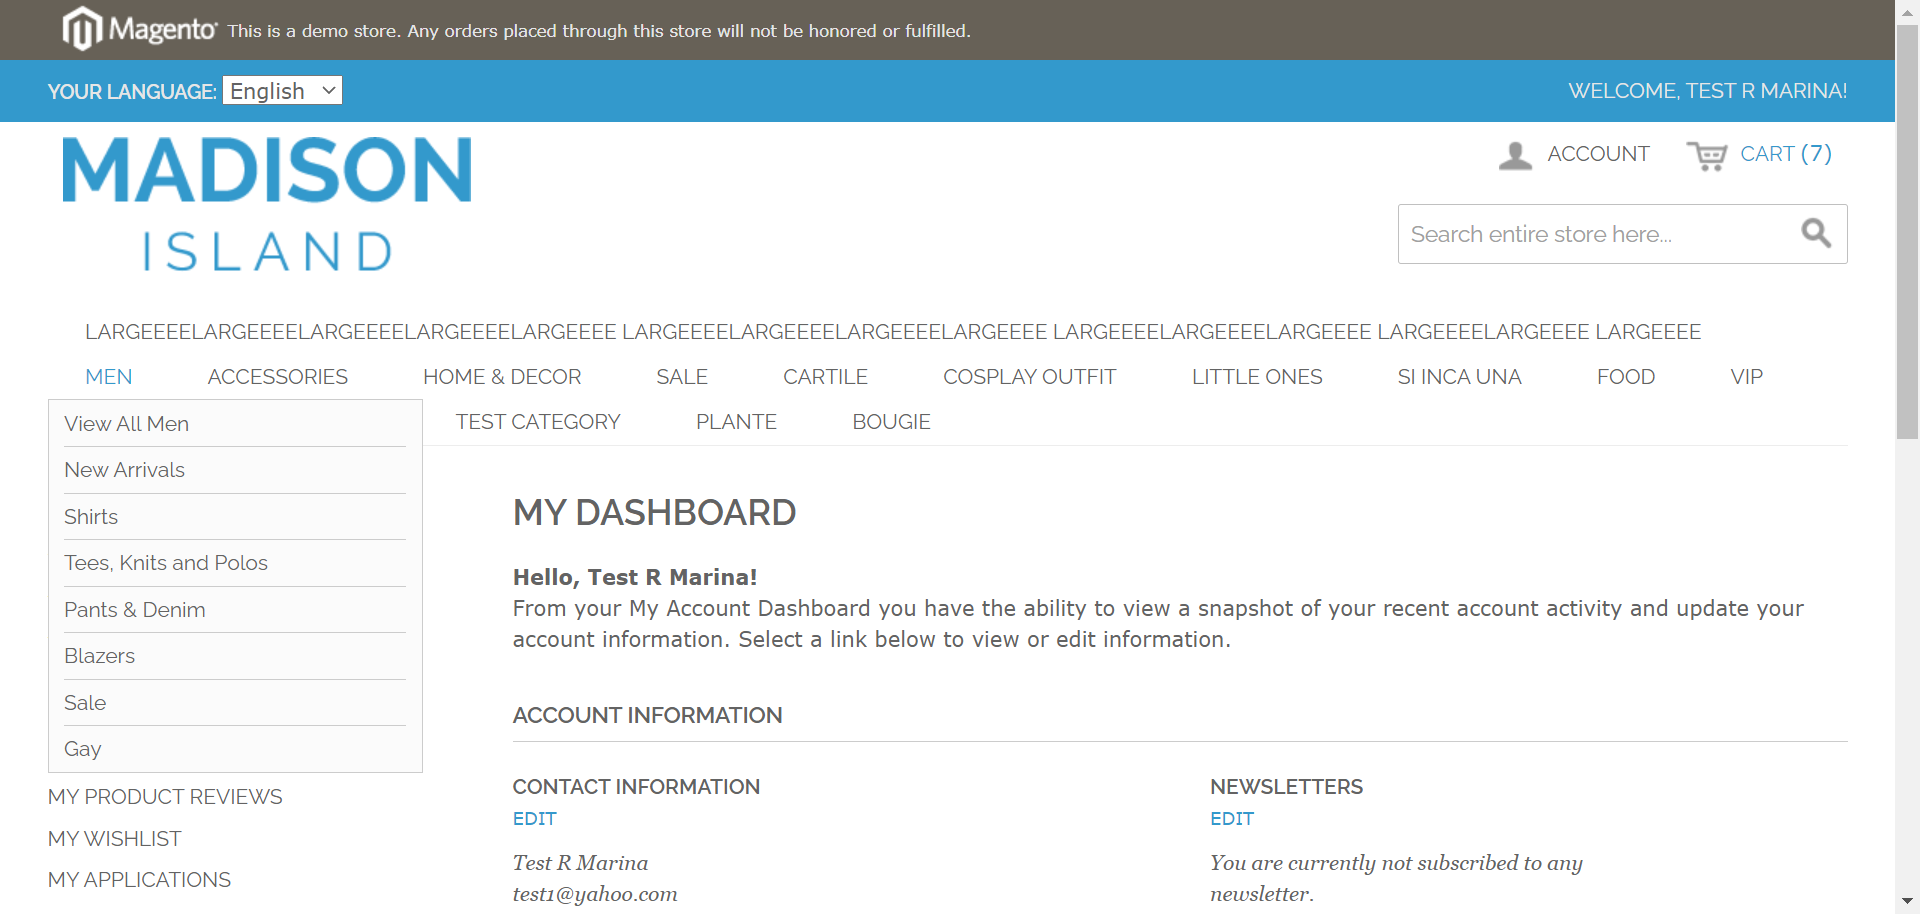 Magento This is a demo store. Any orders placed through this store will not be honored or fulfilled.
YOUR LANGUAGE: English
WELCOME, TEST R MARINA!
MADISON
ISLAND
ACCOUNT CART (7)
Search entire store here...
LARGEEEELARGEEEELARGEEEELARGEEEELARGEEEE LARGEEEELARGEEEELARGEEEELARGEEEE LARGEEEELARGEEEELARGEEEE LARGEEEELARGEEEE LARGEEEE
MEN ACCESSORIES HOME & DECOR SALE CARTILE COSPLAY OUTFIT LITTLE ONES SI INCA UNA FOOD VIP
TEST CATEGORY PLANTE BOUGIE
View All Men
New Arrivals
Shirts
Tees, Knits and Polos
Pants & Denim
Blazers
Sale
Gay
MY PRODUCT REVIEWS
MY WISHLIST
MY APPLICATIONS
MY DASHBOARD
Hello, Test R Marina!
From your My Account Dashboard you have the ability to view a snapshot of your recent account activity and update your
account information. Select a link below to view or edit information.
ACCOUNT INFORMATION
CONTACT INFORMATION
EDIT
Test R Marina
test1@yahoo.com
NEWSLETTERS
EDIT
You are currently not subscribed to any
newsletter.